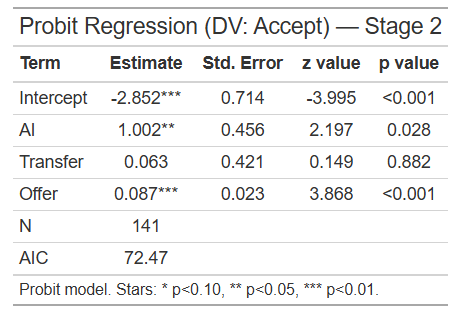 Probit Regression (DV: Accept) — Stage 2
Term Estimate Std. Error z value p value
Intercept -2.852*** 0.714 -3.995 <0.001
AI 1.002** 0.456 2.197 0.028
Transfer 0.063 0.421 0.149 0.882
Offer 0.087*** 0.023 3.868 <0.001
N 141
AIC 72.47
Probit model. Stars: * p<0.10, ** p<0.05, *** p<0.01.